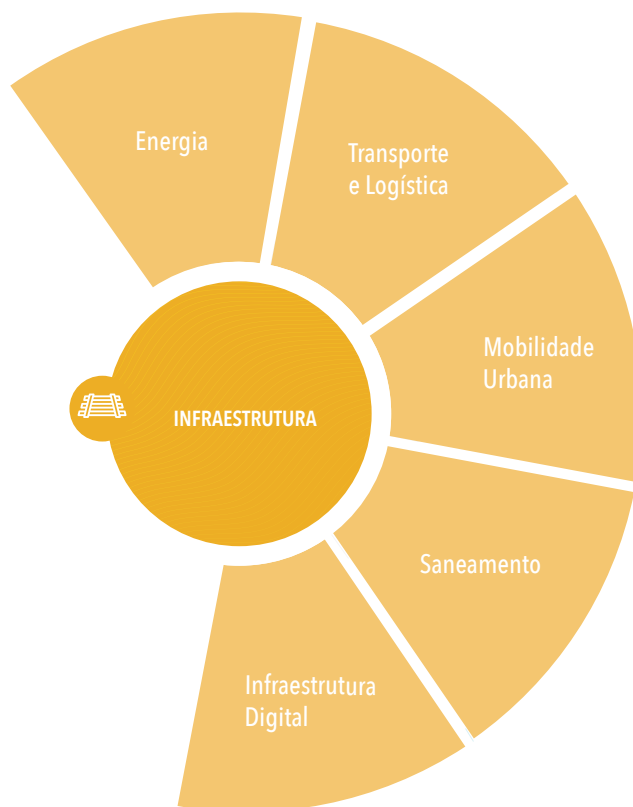 Energia
Transporte
e Logística
Mobilidade
Urbana
INFRAESTRUTURA
Saneamento
Infraestrutura
Digital